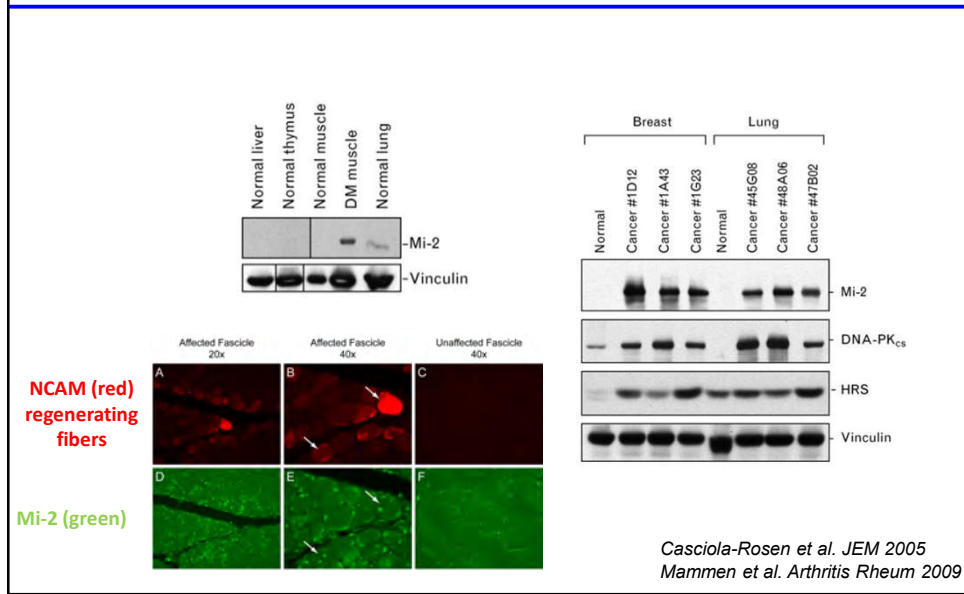 Normal liver
Normal thymus
Normal muscle
DM muscle
Normal lung
-Mi-2
-Vinculin
Breast
Lung
Normal
Cancer #1D12
Cancer #1A43
Cancer #1G23
Normal
Cancer #45G08
Cancer #48A06
Cancer #47B02
- Mi-2
- DNA-PKcs
- HRS
- Vinculin
Affected Fascicle
20x
Affected Fascicle
40x
Unaffected Fascicle
40x
A
B
C
NCAM (red)
regenerating
fibers
D
E
F
Mi-2 (green)
Casciola-Rosen et al. JEM 2005
Mammen et al. Arthritis Rheum 2009